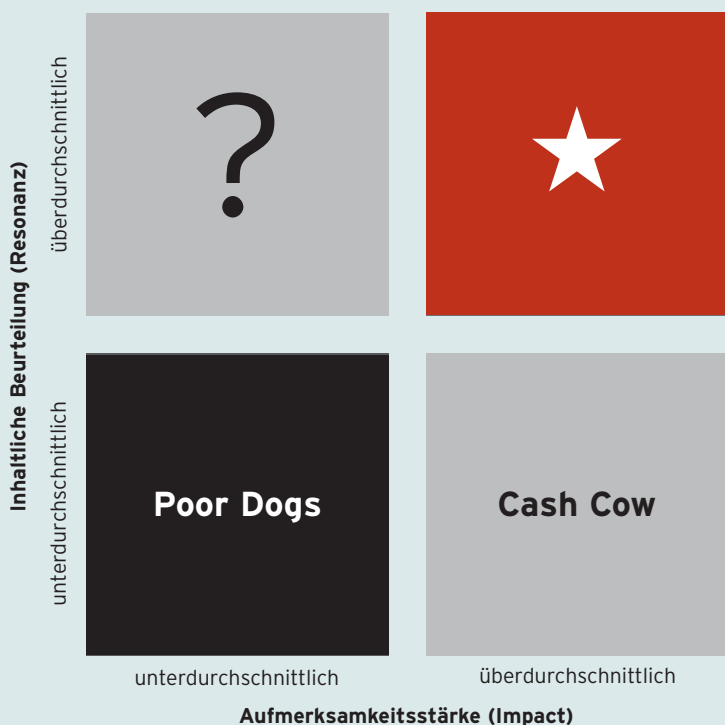 Inhaltliche Beurteilung (Resonanz)
überdurchschnittlich
?
unterdurchschnittlich
Poor Dogs
Cash Cow
unterdurchschnittlich
überdurchschnittlich
Aufmerksamkeitsstärke (Impact)